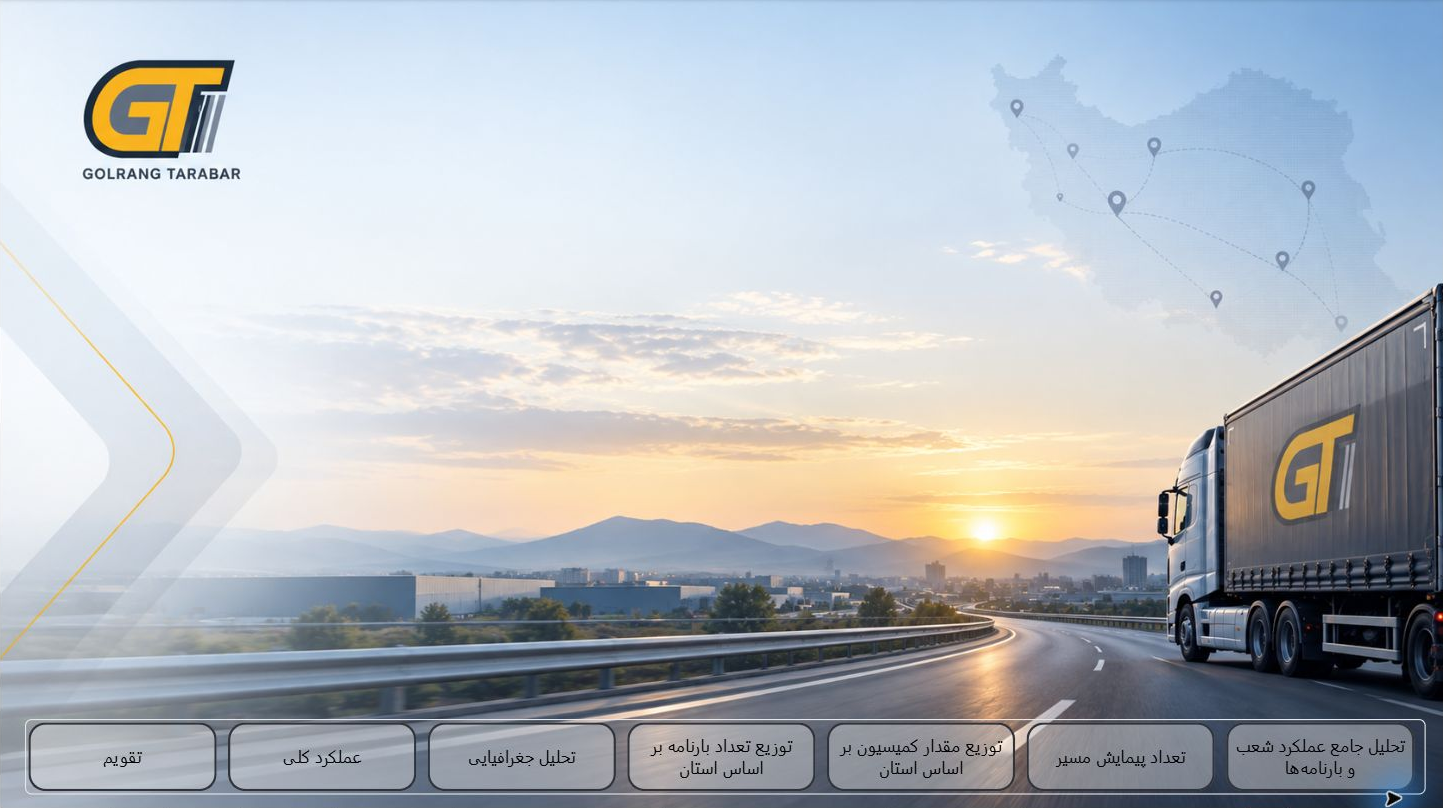 GT
GOLRANG TARABAR
GT
تحلیل جامع عملکرد شعب
و بارنامه‌ها
تعداد پیمایش مسیر
توزیع مقدار کمیسیون بر
اساس استان
توزیع تعداد بارنامه بر
اساس استان
تحلیل جغرافیایی
عملکرد کلی
تقویم